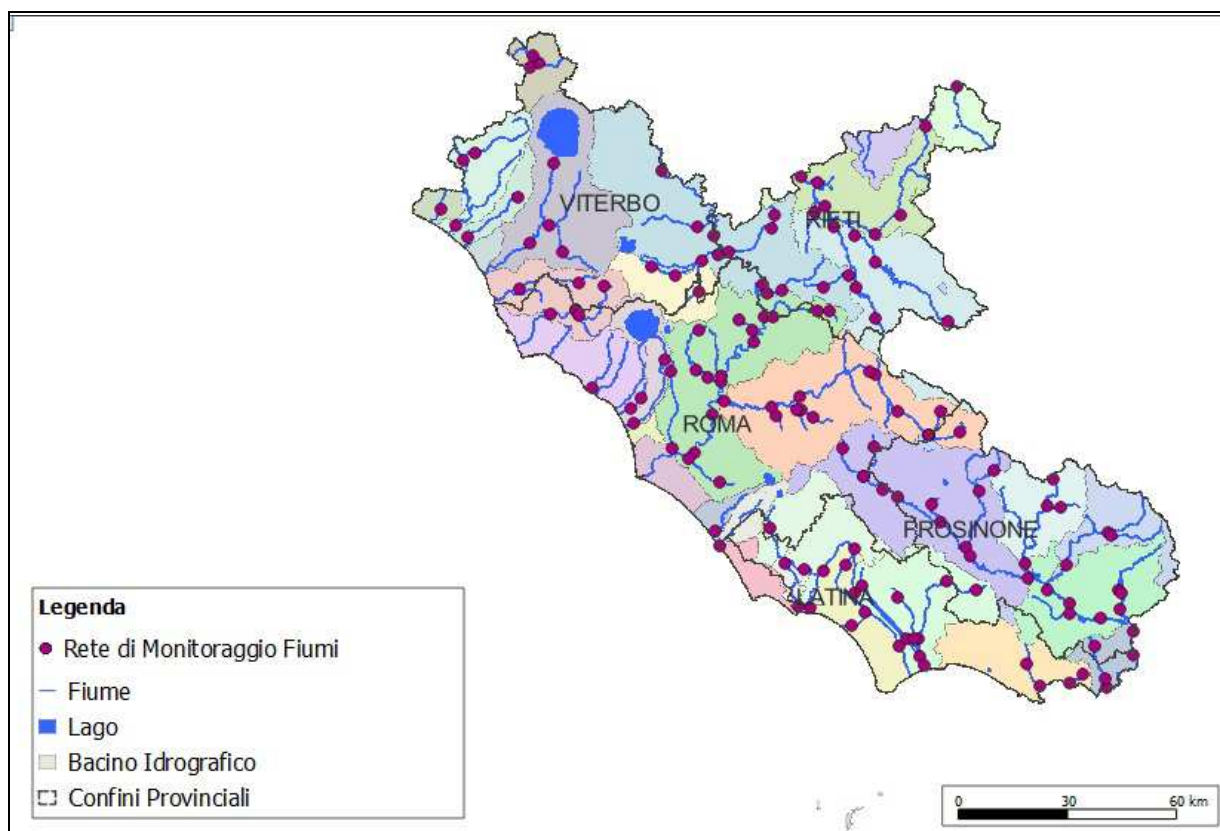 VITERBO
RIETI
ROMA
FROSINONE
LATINA
Legenda
Rete di Monitoraggio Fiumi
Fiume
Lago
Bacino Idrografico
Confini Provinciali
0 30 60 km